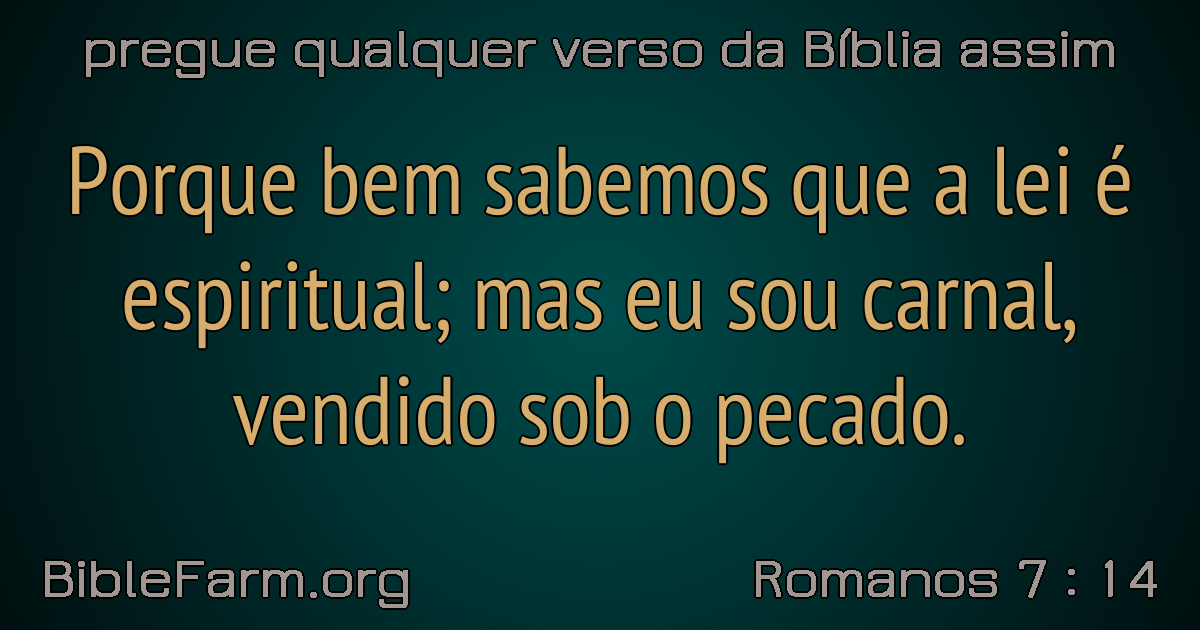 pregue qualquer verso da Bíblia assim
Porque bem sabemos que a lei é
espiritual; mas eu sou carnal,
vendido sob o pecado.
BibleFarm.org
Romanos 7 : 14